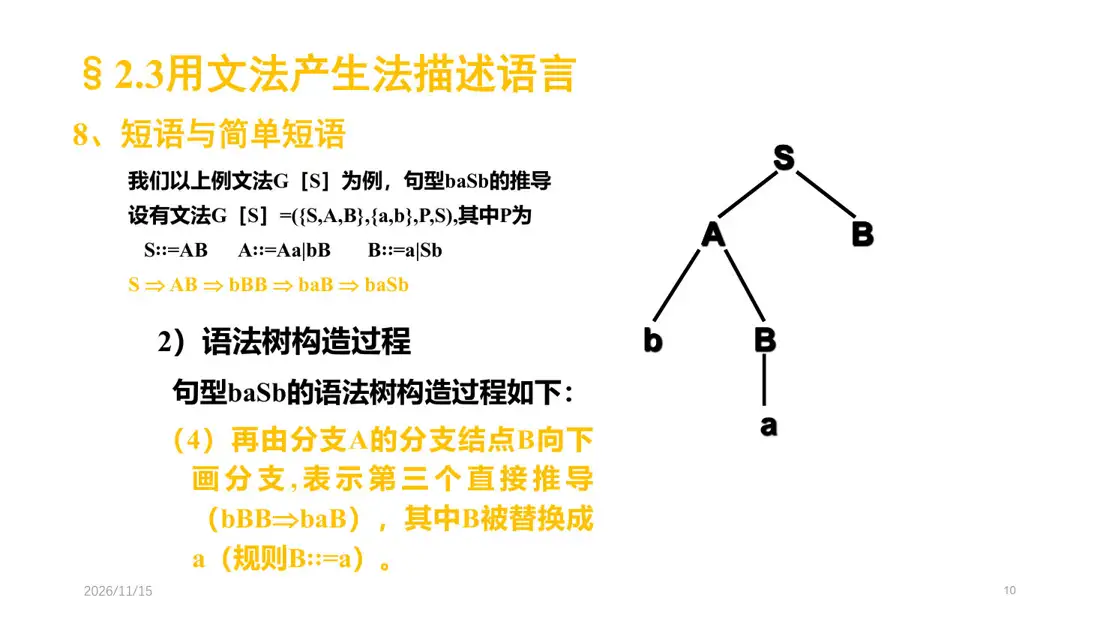 §2.3用文法产生法描述语言
8、短语与简单短语
我们以上例文法G［S］为例，句型baSb的推导
设有文法G［S］=({S,A,B},{a,b},P,S),其中P为
S∷=AB A∷=Aa|bB B∷=a|Sb
S ⇒ AB ⇒ bBB ⇒ baB ⇒ baSb
2）语法树构造过程
句型baSb的语法树构造过程如下：
（4）再由分支A的分支结点B向下
画分支,表示第三个直接推导
（bBB⇒baB），其中B被替换成
a（规则B∷=a）。
S
A B
b B
a
2026/11/15
10